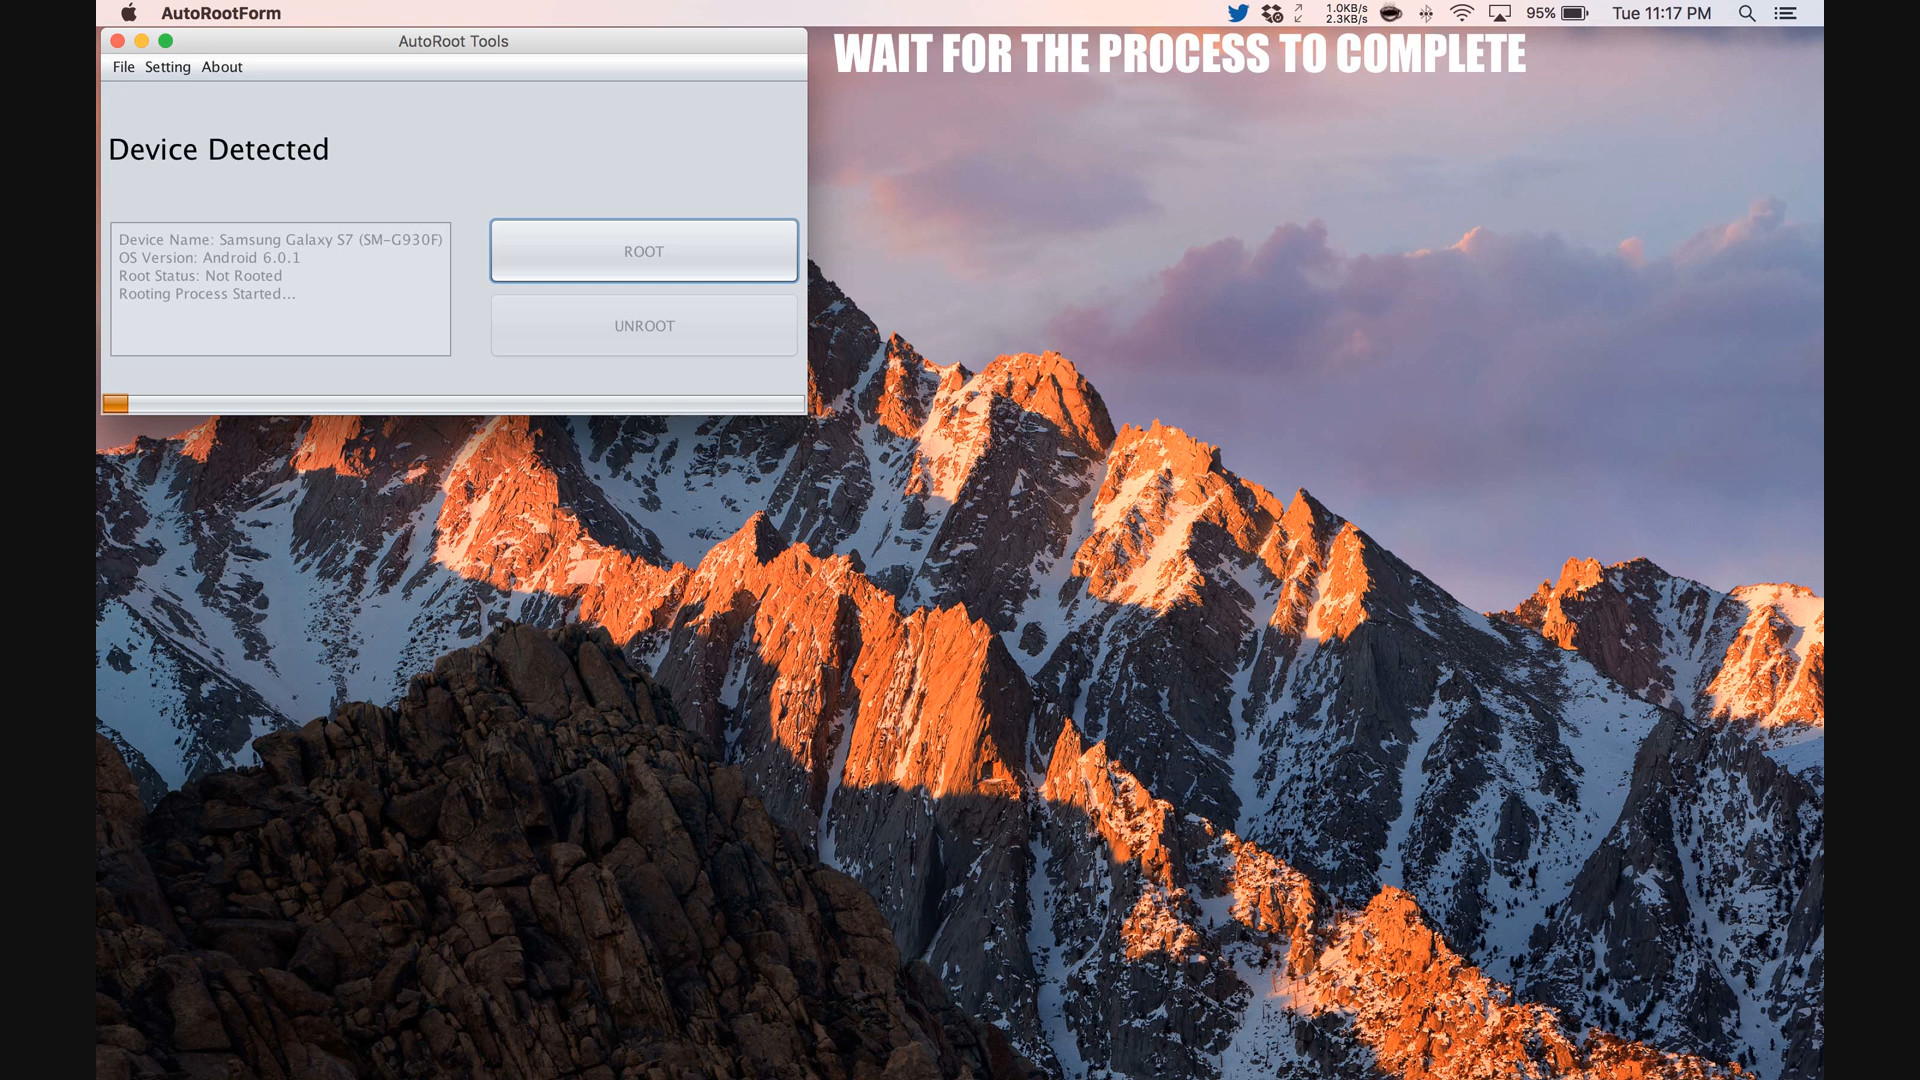 AutoRootForm
1.0KB/s
2.3KB/s
95%
Tue 11:17 PM
AutoRoot Tools
WAIT FOR THE PROCESS TO COMPLETE
File Setting About
Device Detected
Device Name: Samsung Galaxy S7 (SM-G930F)
OS Version: Android 6.0.1
Root Status: Not Rooted
Rooting Process Started...
ROOT
UNROOT